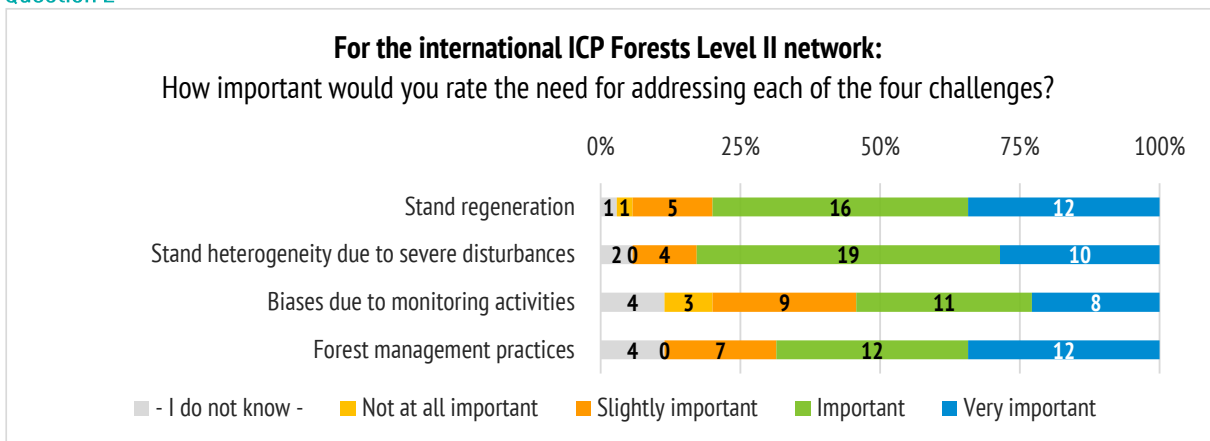 For the international ICP Forests Level II network:
How important would you rate the need for addressing each of the four challenges?
0% 25% 50% 75% 100%
Stand regeneration 1 1 5 16 12
Stand heterogeneity due to severe disturbances 2 0 4 19 10
Biases due to monitoring activities 4 3 9 11 8
Forest management practices 4 0 7 12 12
- I do not know - Not at all important Slightly important Important Very important